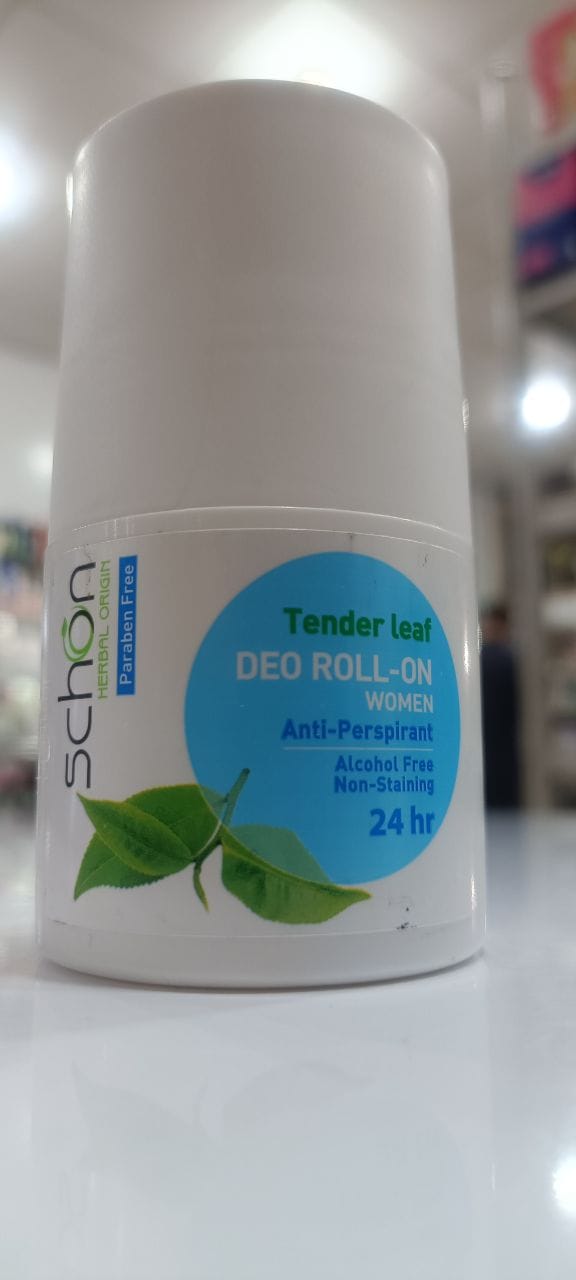 schon
HERBAL ORIGIN
Paraben Free
Tender leaf
DEO ROLL-ON
WOMEN
Anti-Perspirant
Alcohol Free
Non-Staining
24 hr